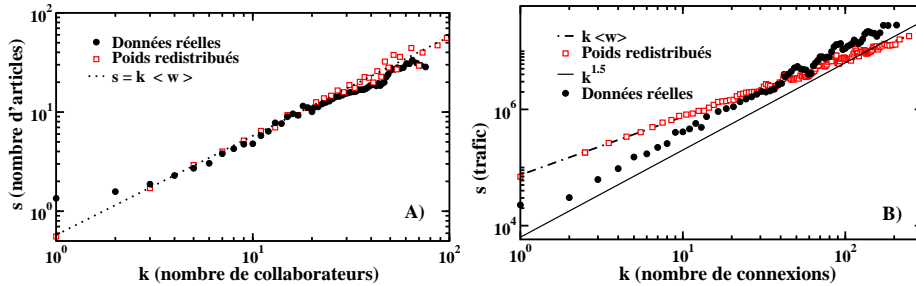 10²
10¹
10⁰
s (nombre d'articles)
Données réelles
Poids redistribués
s = k < w >
A)
10⁰
10¹
10²
k (nombre de collaborateurs)
10⁶
10⁴
s (trafic)
k <w>
Poids redistribués
k^1.5
Données réelles
B)
10⁰
10¹
10²
k (nombre de connexions)